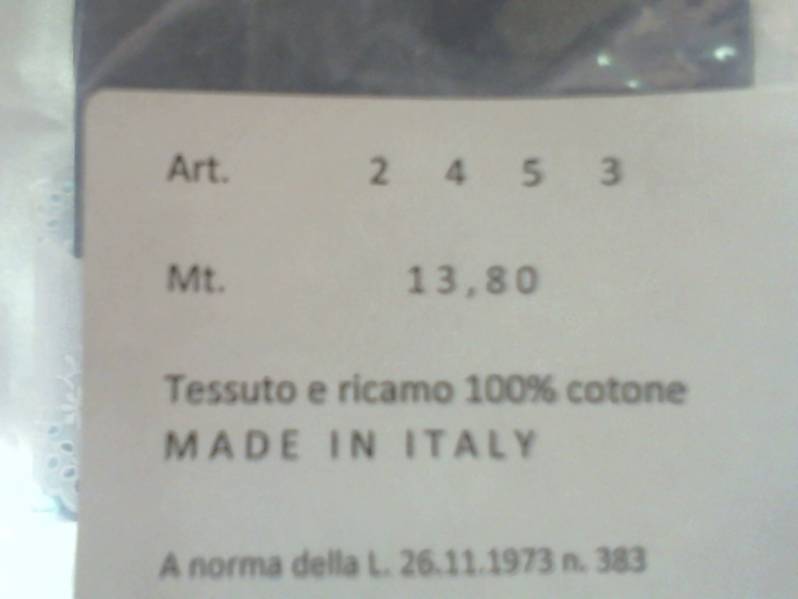 Art. 2 4 5 3
Mt. 13,80
Tessuto e ricamo 100% cotone
MADE IN ITALY
A norma della L. 26.11.1973 n. 383